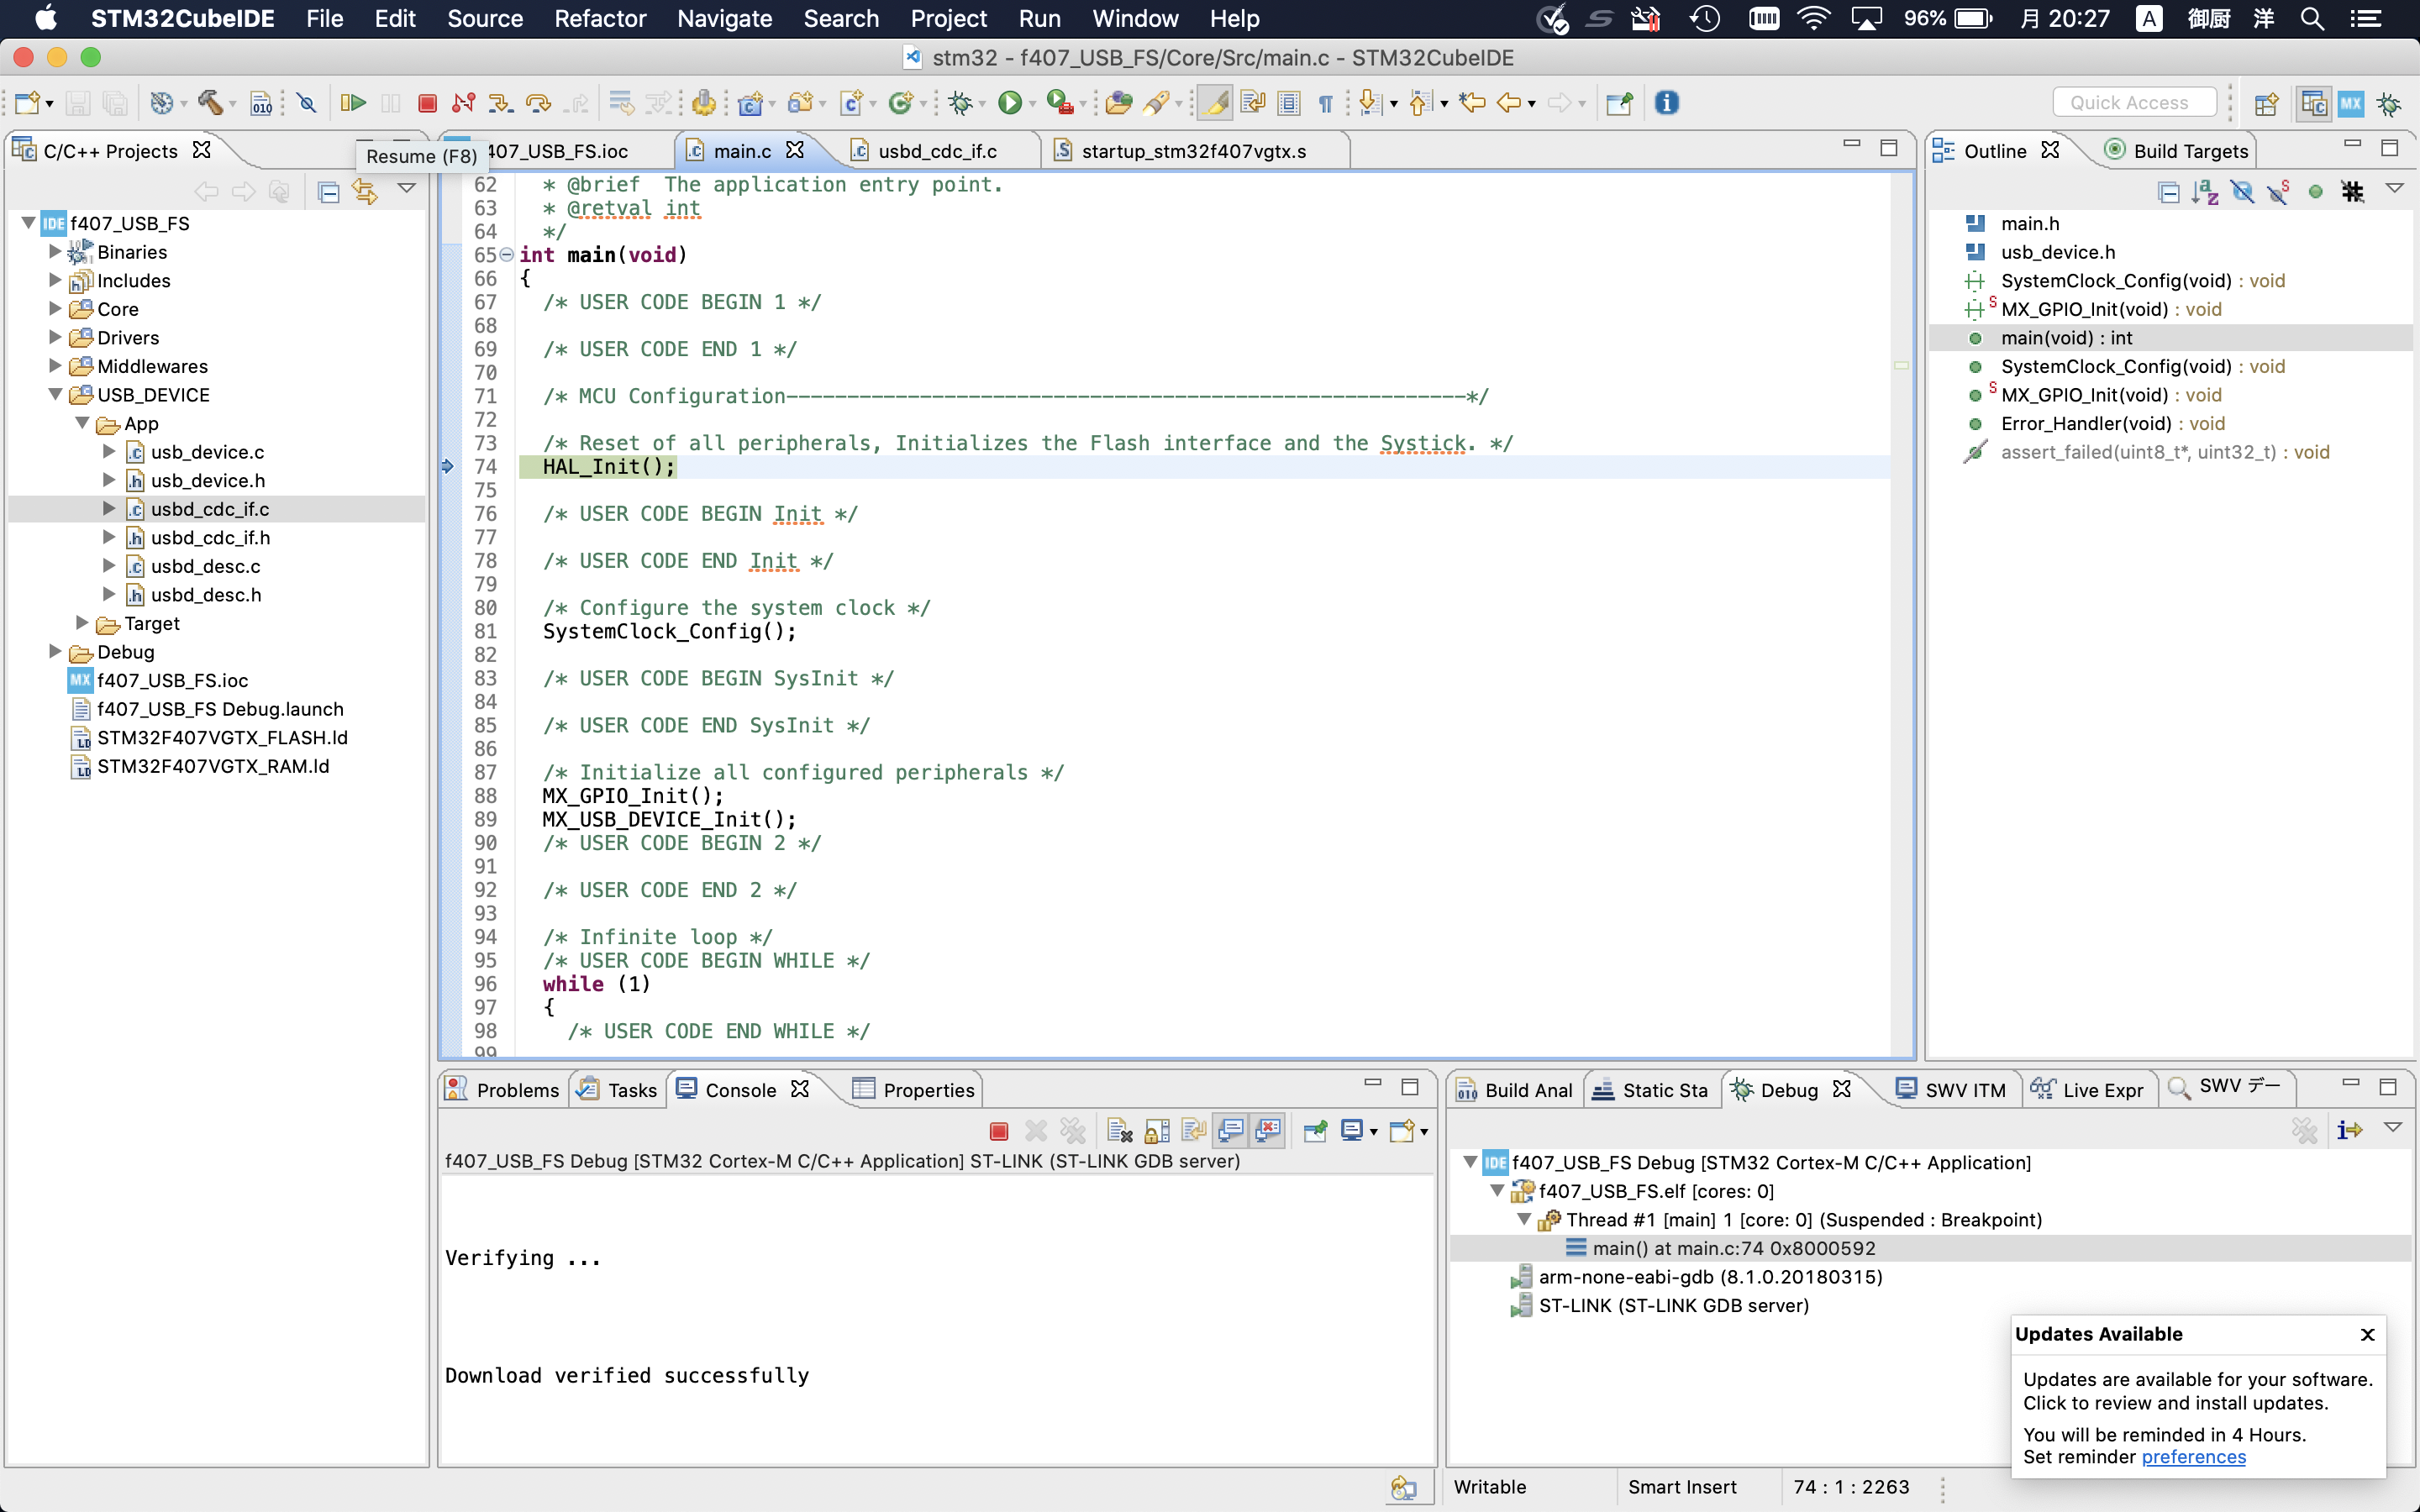 STM32CubeIDE File Edit Source Refactor Navigate Search Project Run Window Help 96% 月 20:27 A 御厨 洋
stm32 - f407_USB_FS/Core/Src/main.c - STM32CubeIDE
Quick Access
C/C++ Projects
Resume (F8)
407_USB_FS.ioc main.c usbd_cdc_if.c startup_stm32f407vgtx.s
Outline Build Targets
IDE f407_USB_FS
Binaries
Includes
Core
Drivers
Middlewares
USB_DEVICE
App
usb_device.c
usb_device.h
usbd_cdc_if.c
usbd_cdc_if.h
usbd_desc.c
usbd_desc.h
Target
Debug
MX f407_USB_FS.ioc
f407_USB_FS Debug.launch
STM32F407VGTX_FLASH.ld
STM32F407VGTX_RAM.ld
62 * @brief The application entry point.
63 * @retval int
64 */
65 int main(void)
66 {
67 /* USER CODE BEGIN 1 */
68
69 /* USER CODE END 1 */
70
71 /* MCU Configuration--------------------------------------------------------*/
72
73 /* Reset of all peripherals, Initializes the Flash interface and the Systick. */
74 HAL_Init();
75
76 /* USER CODE BEGIN Init */
77
78 /* USER CODE END Init */
79
80 /* Configure the system clock */
81 SystemClock_Config();
82
83 /* USER CODE BEGIN SysInit */
84
85 /* USER CODE END SysInit */
86
87 /* Initialize all configured peripherals */
88 MX_GPIO_Init();
89 MX_USB_DEVICE_Init();
90 /* USER CODE BEGIN 2 */
91
92 /* USER CODE END 2 */
93
94 /* Infinite loop */
95 /* USER CODE BEGIN WHILE */
96 while (1)
97 {
98 /* USER CODE END WHILE */
99
main.h
usb_device.h
SystemClock_Config(void) : void
MX_GPIO_Init(void) : void
main(void) : int
SystemClock_Config(void) : void
MX_GPIO_Init(void) : void
Error_Handler(void) : void
assert_failed(uint8_t*, uint32_t) : void
Problems Tasks Console Properties
f407_USB_FS Debug [STM32 Cortex-M C/C++ Application] ST-LINK (ST-LINK GDB server)
Verifying ...
Download verified successfully
Build Anal Static Sta Debug SWV ITM Live Expr SWV デー
IDE f407_USB_FS Debug [STM32 Cortex-M C/C++ Application]
f407_USB_FS.elf [cores: 0]
Thread #1 [main] 1 [core: 0] (Suspended : Breakpoint)
main() at main.c:74 0x8000592
arm-none-eabi-gdb (8.1.0.20180315)
ST-LINK (ST-LINK GDB server)
Updates Available
Updates are available for your software.
Click to review and install updates.
You will be reminded in 4 Hours.
Set reminder preferences
Writable Smart Insert 74 : 1 : 2263